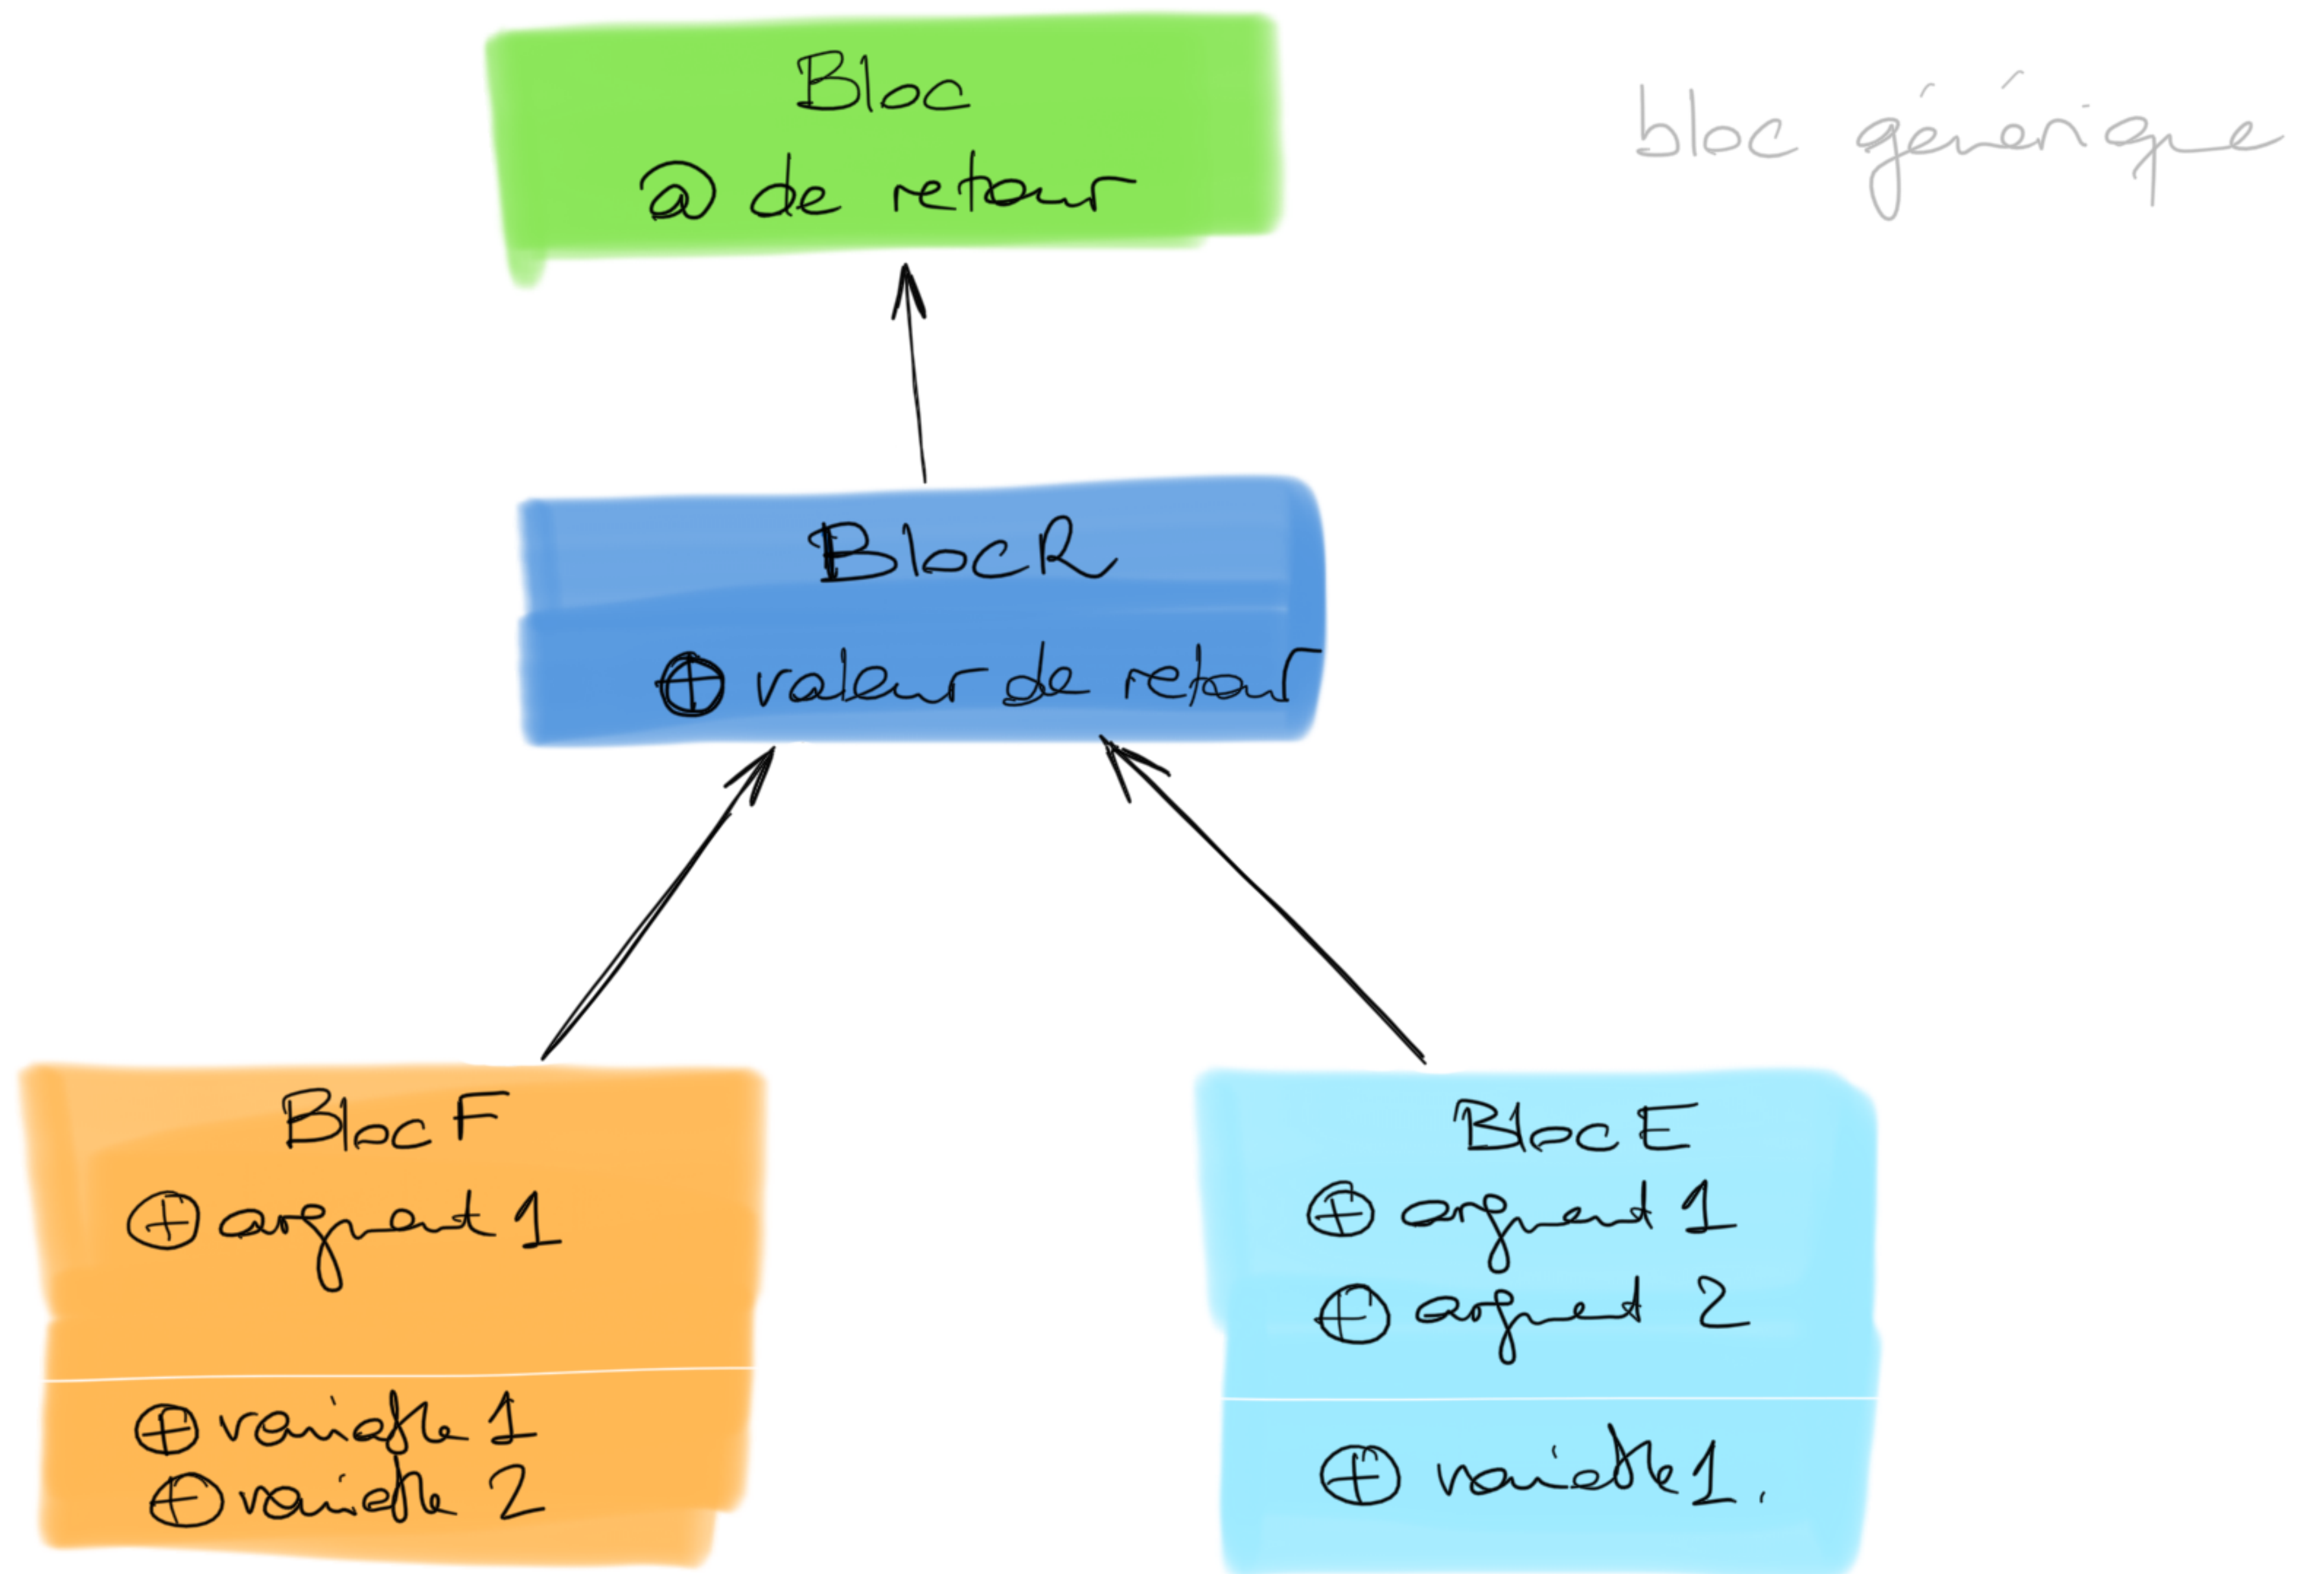 Bloc
@ de retour
bloc générique
BlocR
⊕ valeur de retour
Bloc F
⊕ argument 1
⊕ variable 1
⊕ variable 2
Bloc E
⊕ argument 1
⊕ argument 2
⊕ variable 1.